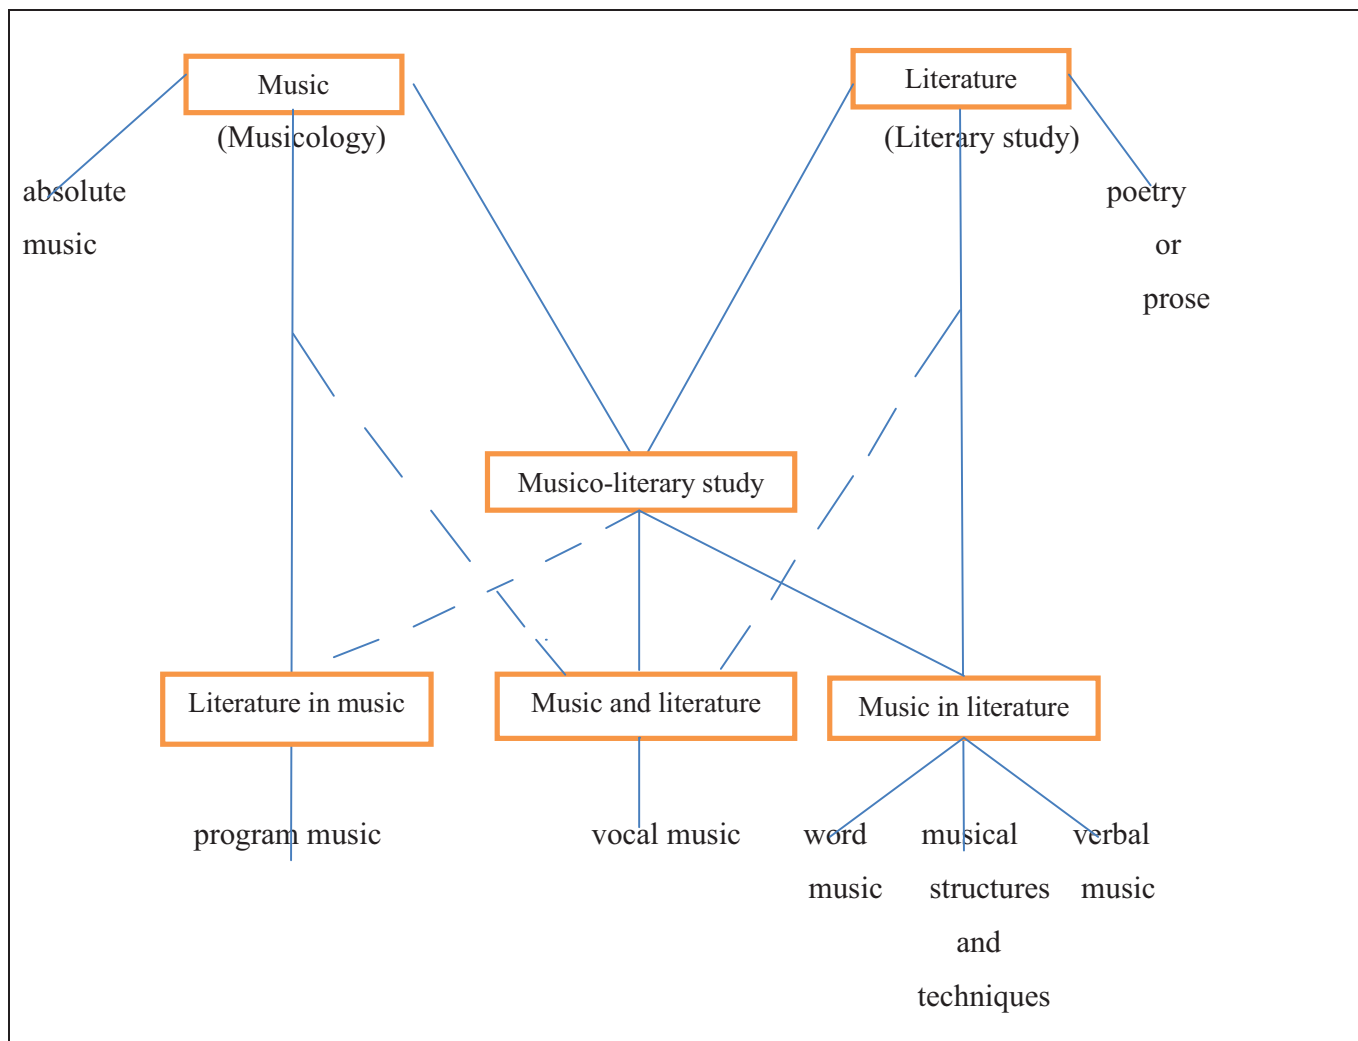 Music
Literature
(Musicology)
(Literary study)
absolute
music
poetry
or
prose
Musico-literary study
Literature in music
Music and literature
Music in literature
program music
vocal music
word
music
musical
structures
and
techniques
verbal
music